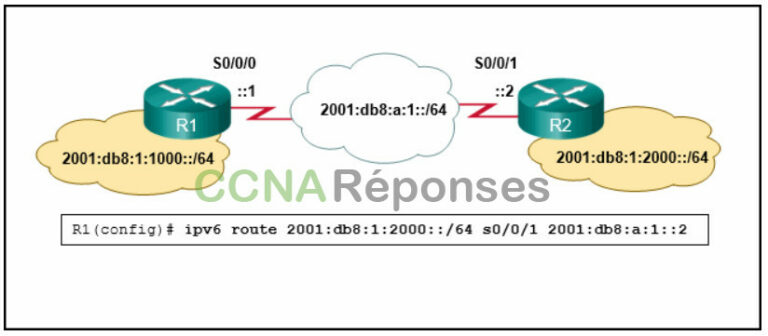 S0/0/0
S0/0/1
::1
::2
2001:db8:a:1::/64
R1
R2
2001:db8:1:1000::/64
2001:db8:1:2000::/64
CCNA Réponses
R1(config)# ipv6 route 2001:db8:1:2000::/64 s0/0/1 2001:db8:a:1::2